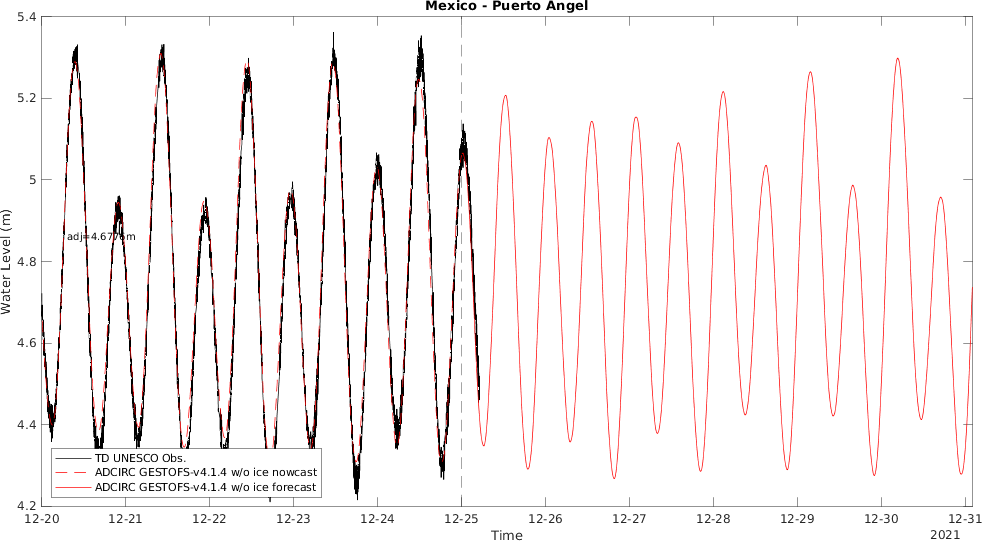 Mexico - Puerto Angel
5.4
5.2
5
4.8
4.6
4.4
4.2
Water Level (m)
adj=4.6776m
TD UNESCO Obs.
ADCIRC GESTOFS-v4.1.4 w/o ice nowcast
ADCIRC GESTOFS-v4.1.4 w/o ice forecast
12-20 12-21 12-22 12-23 12-24 12-25 12-26 12-27 12-28 12-29 12-30 12-31
Time
2021